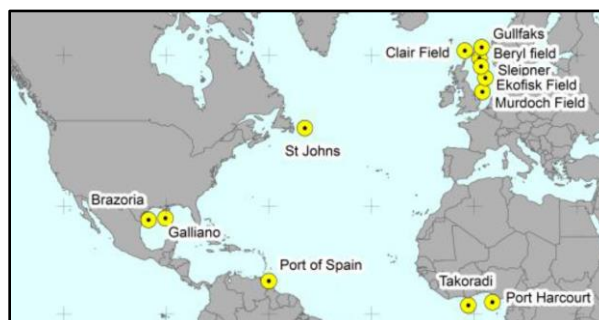 Gullfaks
Clair Field
Beryl field
Sleipner
Ekofisk Field
Murdoch Field
St Johns
Brazoria
Galliano
Port of Spain
Takoradi
Port Harcourt